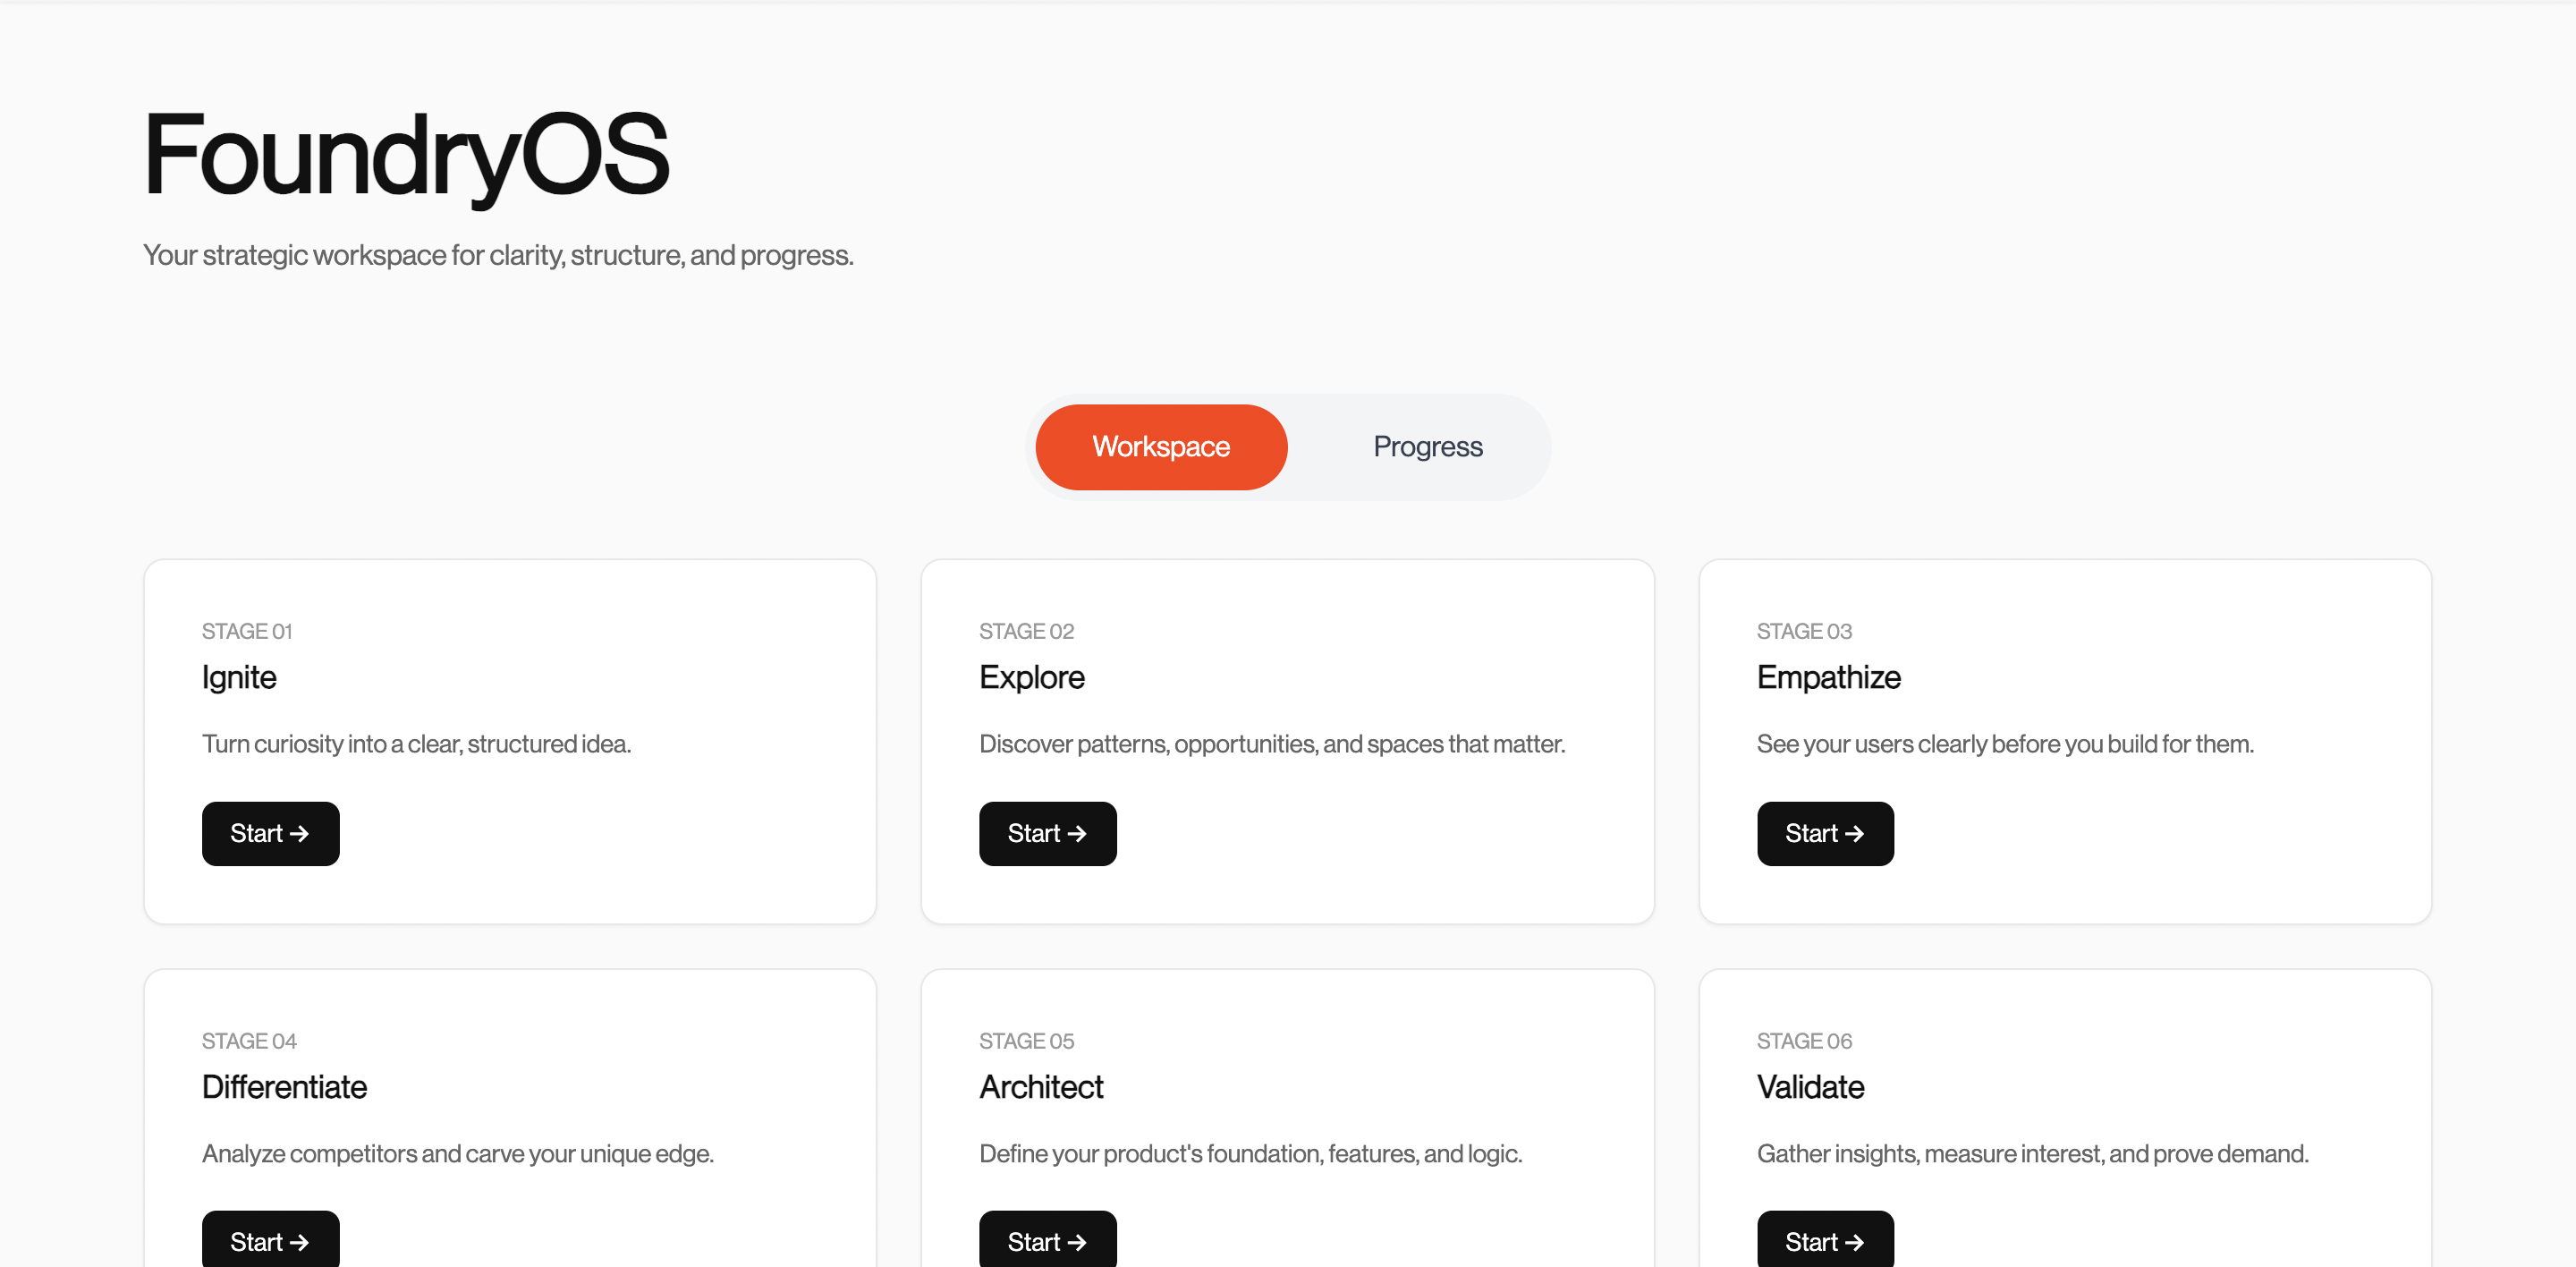 FoundryOS
Your strategic workspace for clarity, structure, and progress.
Workspace
Progress
STAGE 01
Ignite
Turn curiosity into a clear, structured idea.
Start →
STAGE 02
Explore
Discover patterns, opportunities, and spaces that matter.
Start →
STAGE 03
Empathize
See your users clearly before you build for them.
Start →
STAGE 04
Differentiate
Analyze competitors and carve your unique edge.
Start →
STAGE 05
Architect
Define your product's foundation, features, and logic.
Start →
STAGE 06
Validate
Gather insights, measure interest, and prove demand.
Start →